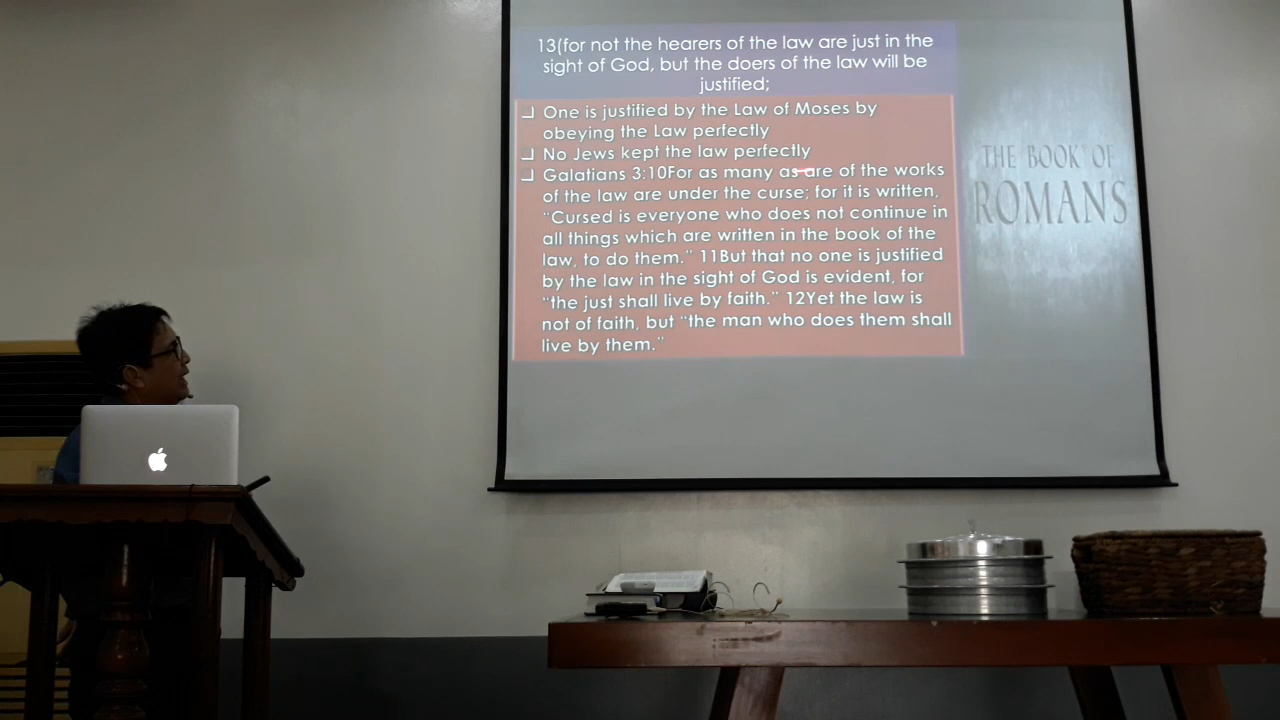 13(for not the hearers of the law are just in the
sight of God, but the doers of the law will be
justified;
❑ One is justified by the Law of Moses by
obeying the Law perfectly
❑ No Jews kept the law perfectly
❑ Galatians 3:10For as many as are of the works
of the law are under the curse; for it is written,
“Cursed is everyone who does not continue in
all things which are written in the book of the
law, to do them.” 11But that no one is justified
by the law in the sight of God is evident, for
“the just shall live by faith.” 12Yet the law is
not of faith, but “the man who does them shall
live by them.”
THE BOOK OF
ROMANS